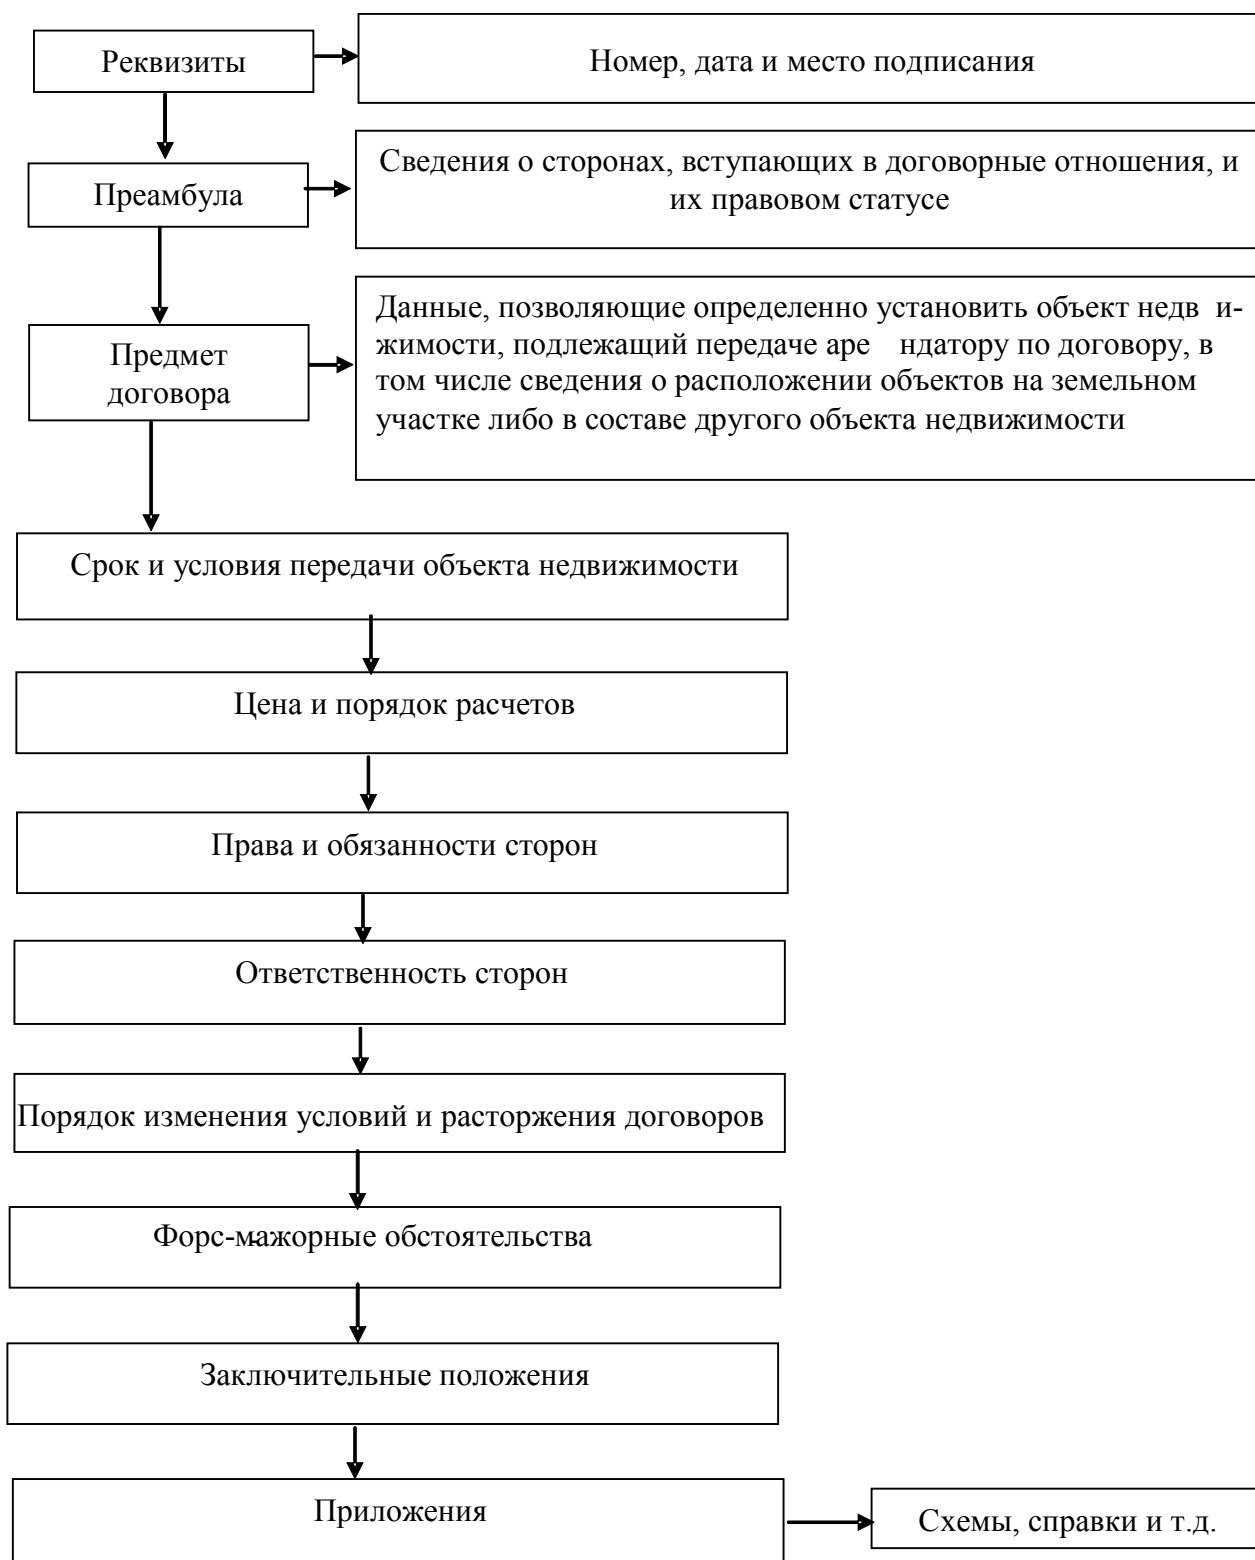 Реквизиты
Номер, дата и место подписания
Преамбула
Сведения о сторонах, вступающих в договорные отношения, и
их правовом статусе
Предмет
договора
Данные, позволяющие определенно установить объект недв и-
жимости, подлежащий передаче аре ндатору по договору, в
том числе сведения о расположении объектов на земельном
участке либо в составе другого объекта недвижимости
Срок и условия передачи объекта недвижимости
Цена и порядок расчетов
Права и обязанности сторон
Ответственность сторон
Порядок изменения условий и расторжения договоров
Форс-мажорные обстоятельства
Заключительные положения
Приложения
Схемы, справки и т.д.